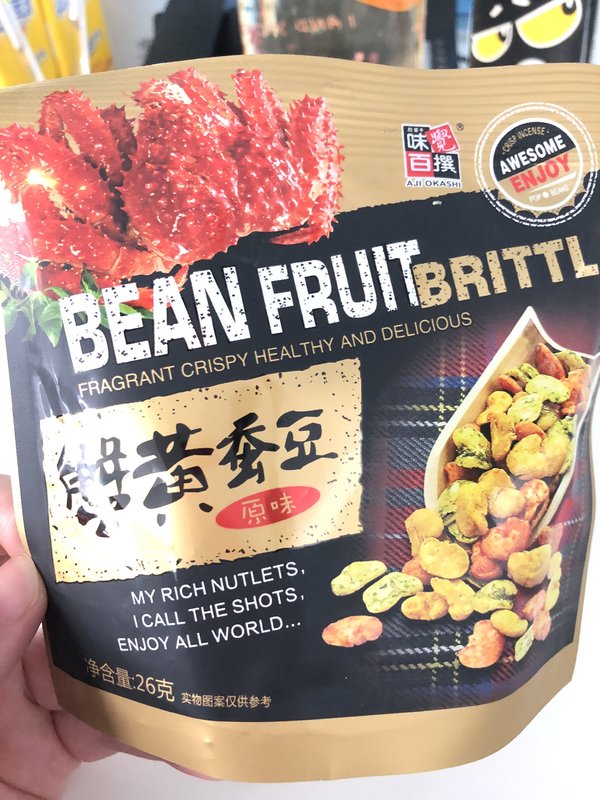 味覺百撰®
AJI OKASHI
CRISP INCENSE
AWESOME
ENJOY
POP BEANS
BEAN FRUIT BRITTL
FRAGRANT CRISPY HEALTHY AND DELICIOUS
蟹黄蚕豆
原味
MY RICH NUTLETS,
I CALL THE SHOTS,
ENJOY ALL WORLD...
净含量:26克
实物图案仅供参考